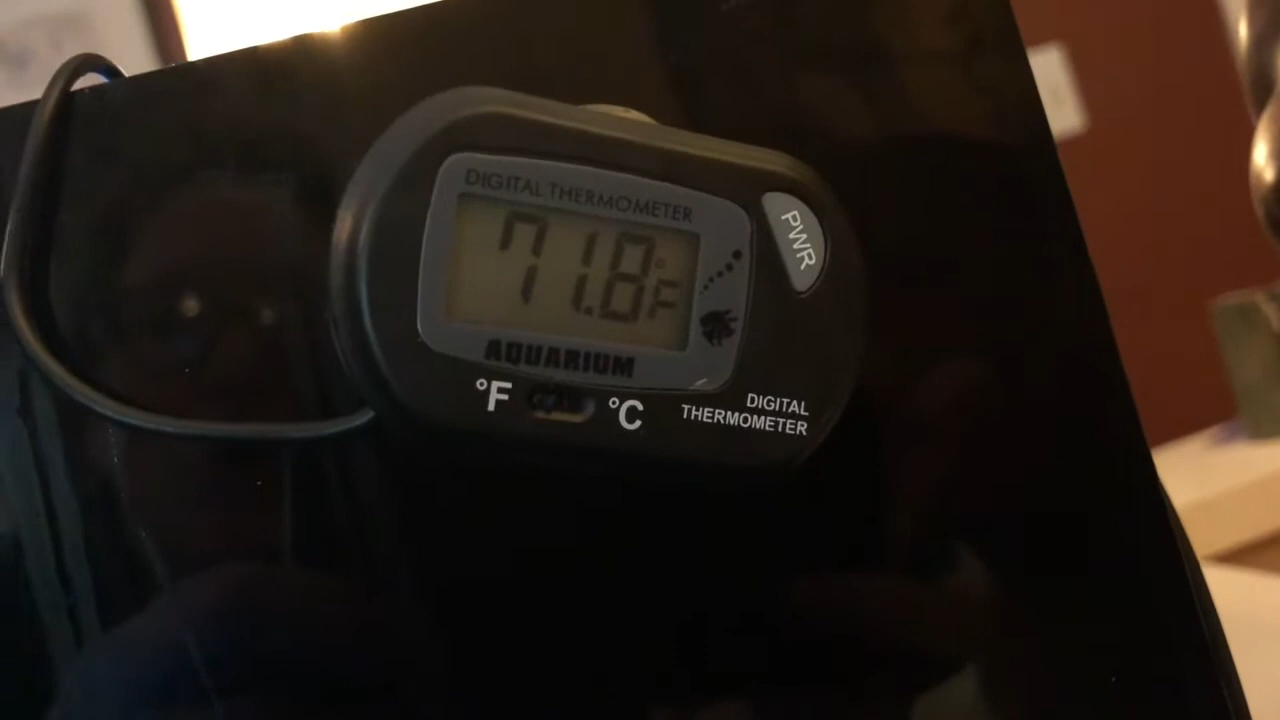 DIGITAL THERMOMETER
PWR
71.8°F
AQUARIUM
°F °C
DIGITAL
THERMOMETER